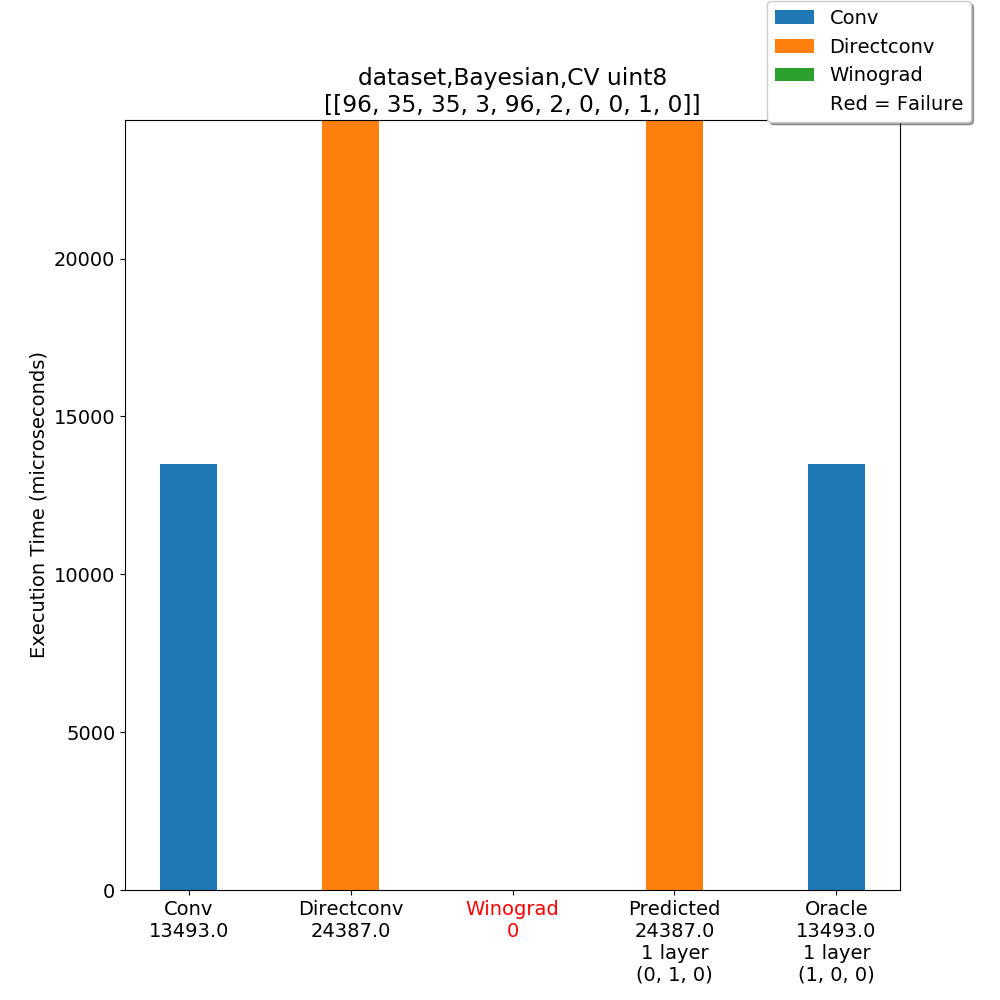 Conv
Directconv
Winograd
Red = Failure
dataset,Bayesian,CV uint8
[[96, 35, 35, 3, 96, 2, 0, 0, 1, 0]]
Execution Time (microseconds)
20000
15000
10000
5000
0
Conv
13493.0
Directconv
24387.0
Winograd
0
Predicted
24387.0
1 layer
(0, 1, 0)
Oracle
13493.0
1 layer
(1, 0, 0)